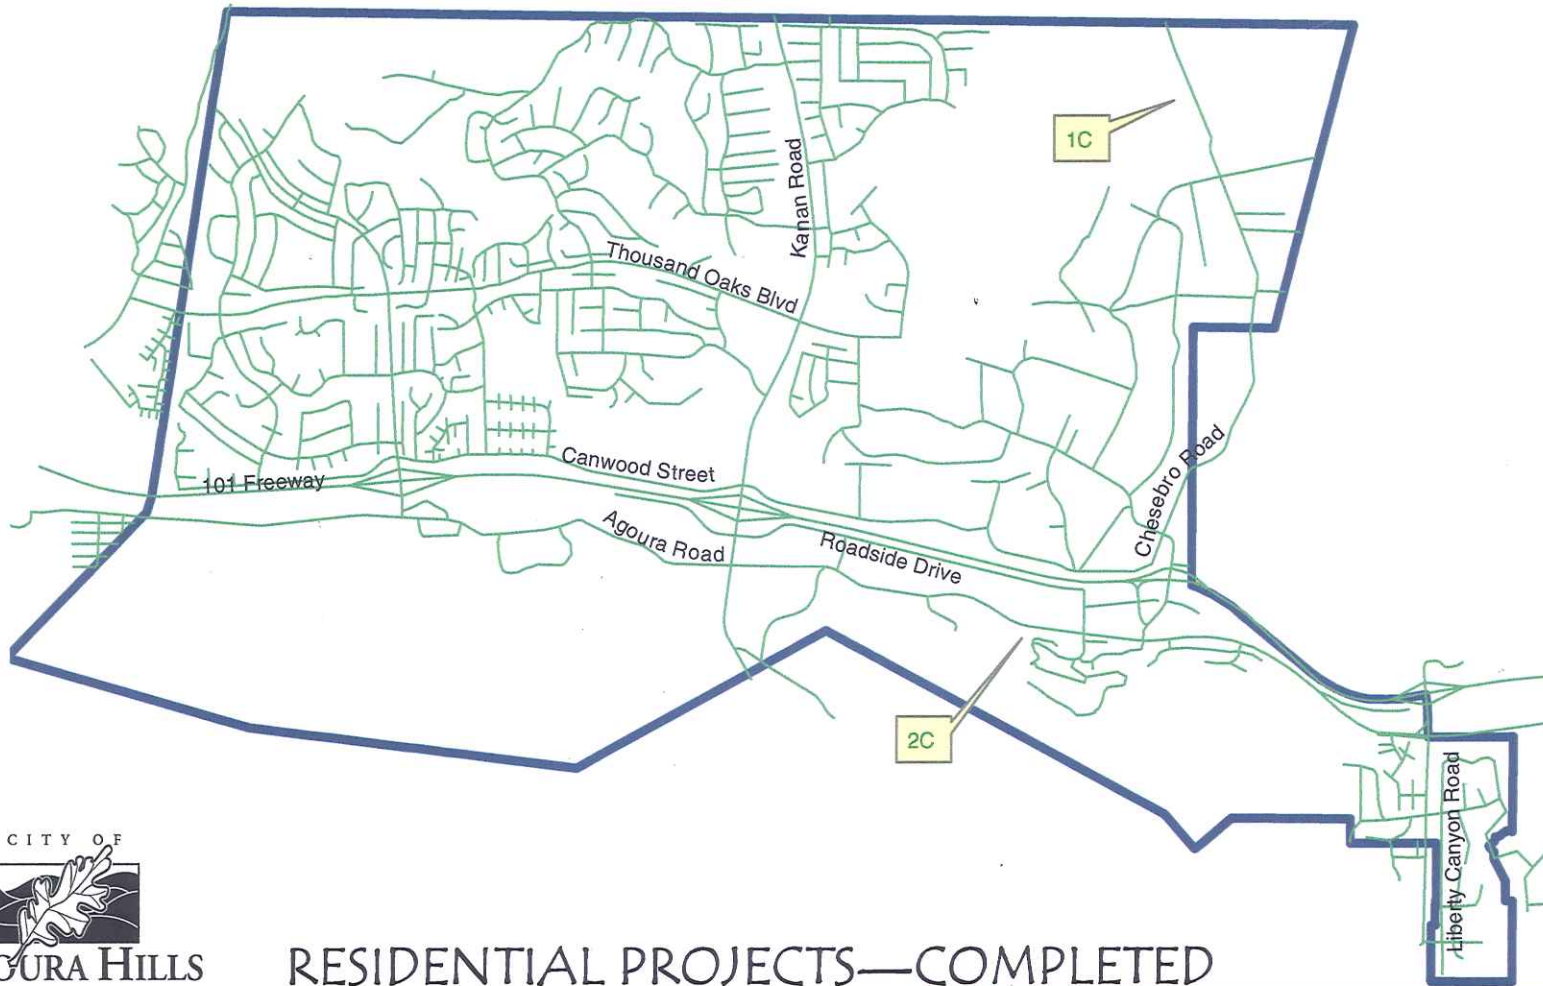 1C
Kanan Road
Thousand Oaks Blvd
Chesebro Road
Canwood Street
101 Freeway
Agoura Road
Roadside Drive
2C
Liberty Canyon Road
CITY OF
OURA HILLS
RESIDENTIAL PROJECTS—COMPLETED